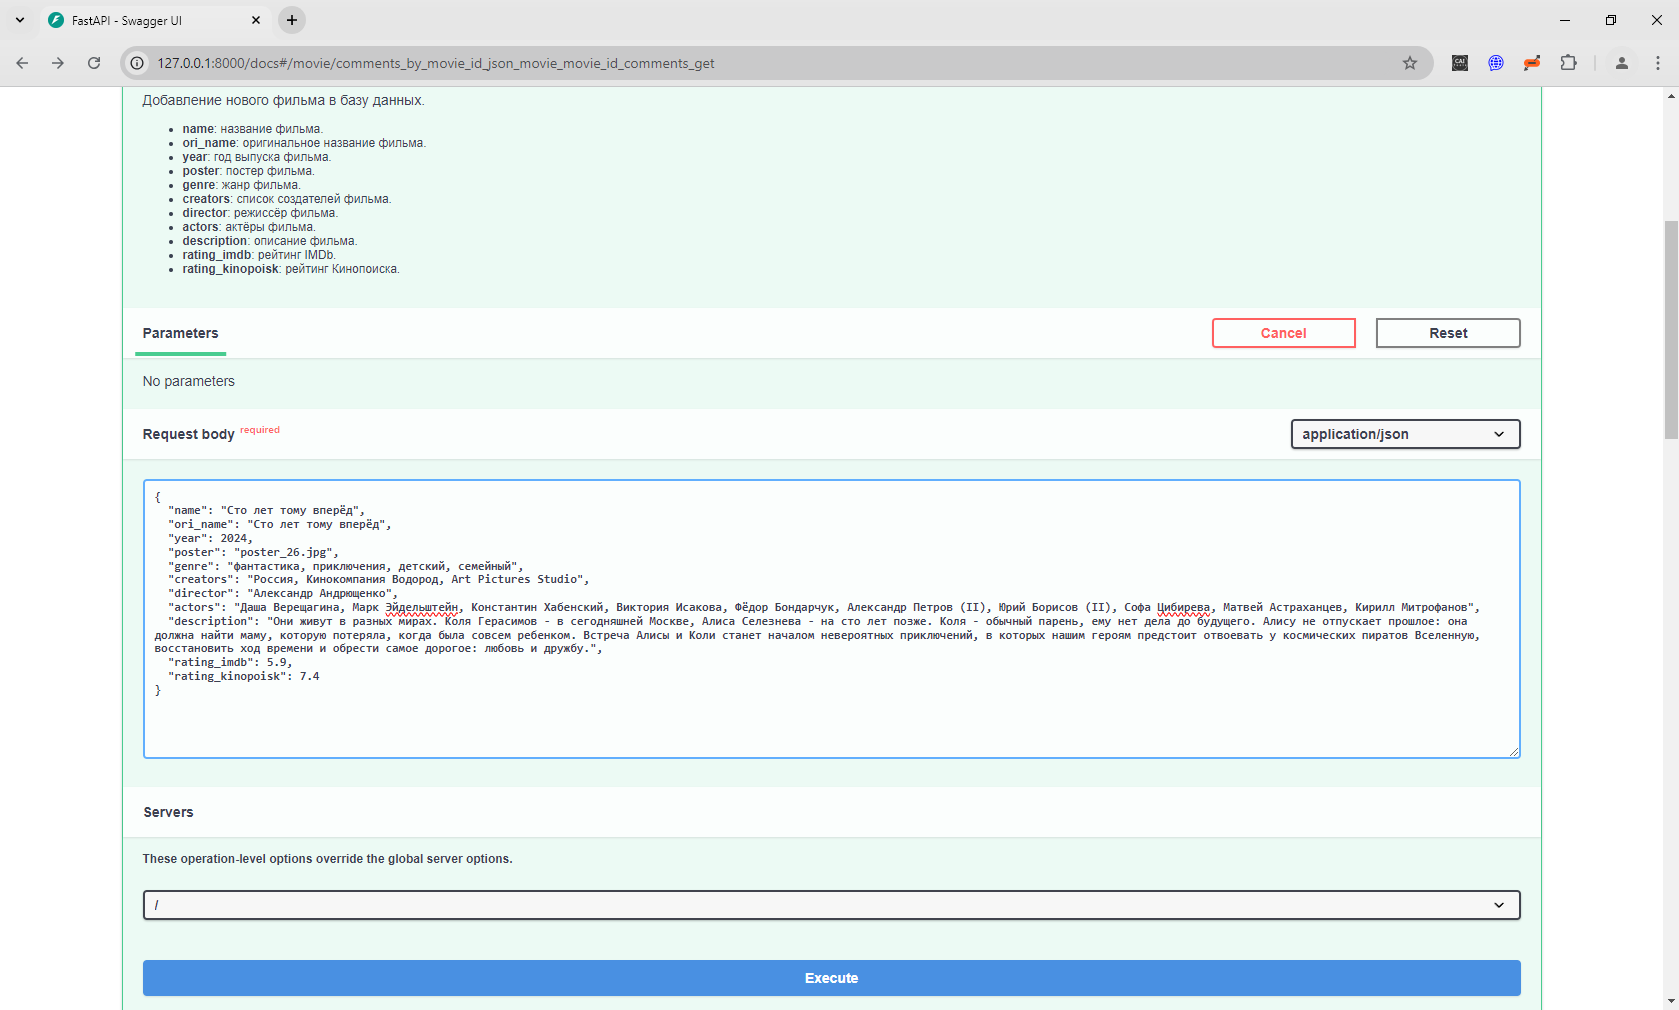 FastAPI - Swagger UI
127.0.0.1:8000/docs#/movie/comments_by_movie_id_json_movie_movie_id_comments_get
CAI
Добавление нового фильма в базу данных.
name: название фильма.
ori_name: оригинальное название фильма.
year: год выпуска фильма.
poster: постер фильма.
genre: жанр фильма.
creators: список создателей фильма.
director: режиссёр фильма.
actors: актёры фильма.
description: описание фильма.
rating_imdb: рейтинг IMDb.
rating_kinopoisk: рейтинг Кинопоиска.
Parameters
Cancel
Reset
No parameters
Request body required
application/json
{
"name": "Сто лет тому вперёд",
"ori_name": "Сто лет тому вперёд",
"year": 2024,
"poster": "poster_26.jpg",
"genre": "фантастика, приключения, детский, семейный",
"creators": "Россия, Кинокомпания Водород, Art Pictures Studio",
"director": "Александр Андрющенко",
"actors": "Даша Верещагина, Марк Эйдельштейн, Константин Хабенский, Виктория Исакова, Фёдор Бондарчук, Александр Петров (II), Юрий Борисов (II), Софа Цибирева, Матвей Астраханцев, Кирилл Митрофанов",
"description": "Они живут в разных мирах. Коля Герасимов - в сегодняшней Москве, Алиса Селезнева - на сто лет позже. Коля - обычный парень, ему нет дела до будущего. Алису не отпускает прошлое: она
должна найти маму, которую потеряла, когда была совсем ребенком. Встреча Алисы и Коли станет началом невероятных приключений, в которых нашим героям предстоит отвоевать у космических пиратов Вселенную,
восстановить ход времени и обрести самое дорогое: любовь и дружбу.",
"rating_imdb": 5.9,
"rating_kinopoisk": 7.4
}
Servers
These operation-level options override the global server options.
/
Execute